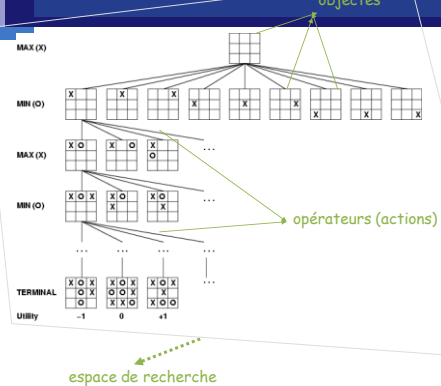 objectes
MAX (X)
MIN (O)
X X X
X X X
X X X
MAX (X)
X O X O X
O
...
MIN (O)
X O X X O X O
X X
...
... ... ... ...
TERMINAL
X O X X O X X O X
O X O O X X
O X X O X O O
...
Utility -1 0 +1
opérateurs (actions)
espace de recherche